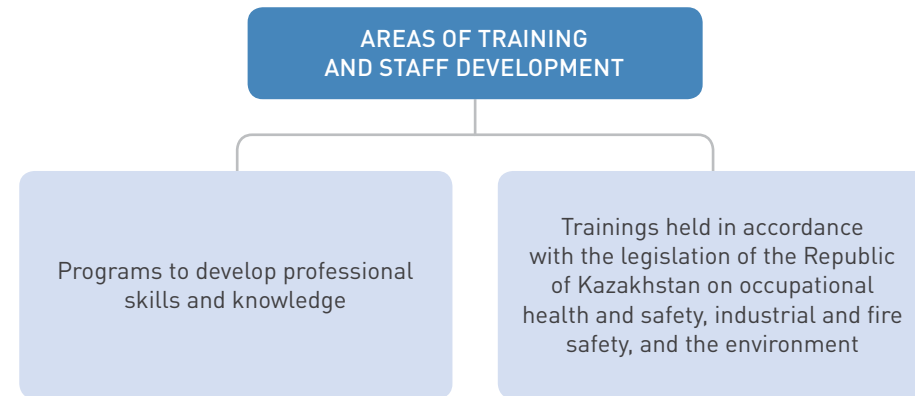 AREAS OF TRAINING
AND STAFF DEVELOPMENT
Programs to develop professional
skills and knowledge
Trainings held in accordance
with the legislation of the Republic
of Kazakhstan on occupational
health and safety, industrial and fire
safety, and the environment